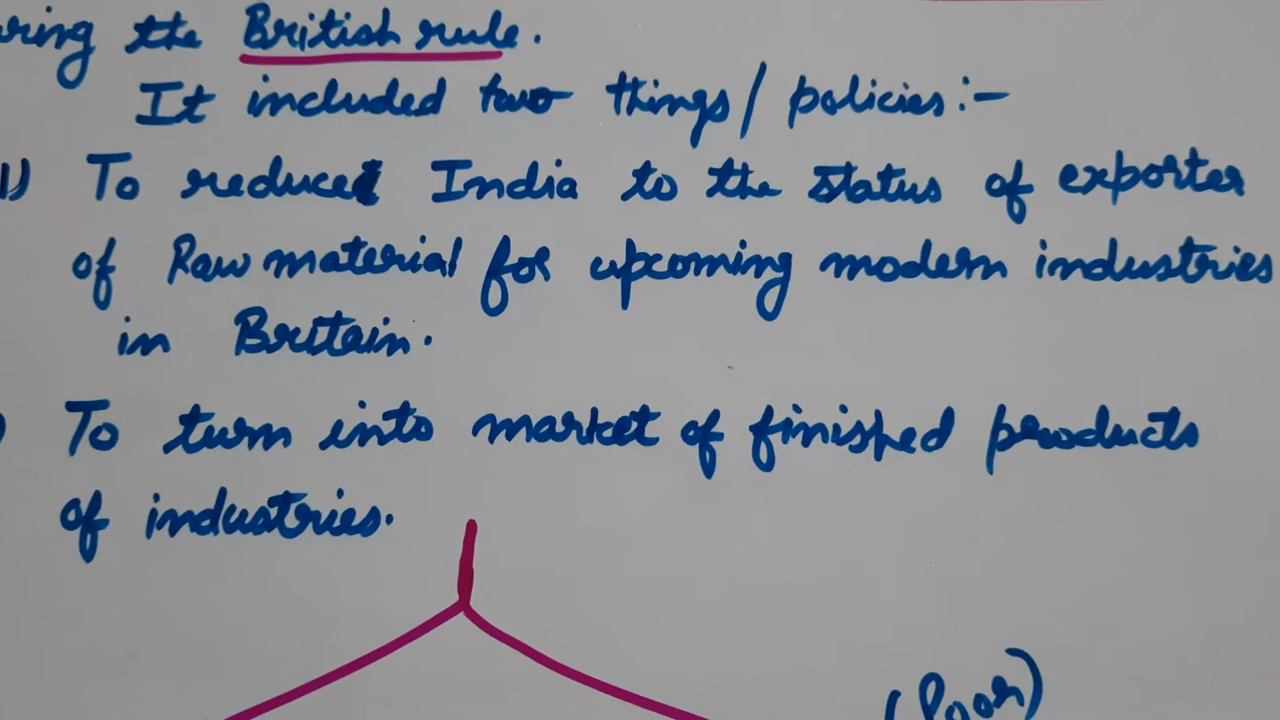 the British rule.
It included two things/policies:-
1) To reduce India to the status of exporter
of Raw material for upcoming modern industries
in Britain.
) To turn into market of finished products
of industries.
(Poor)